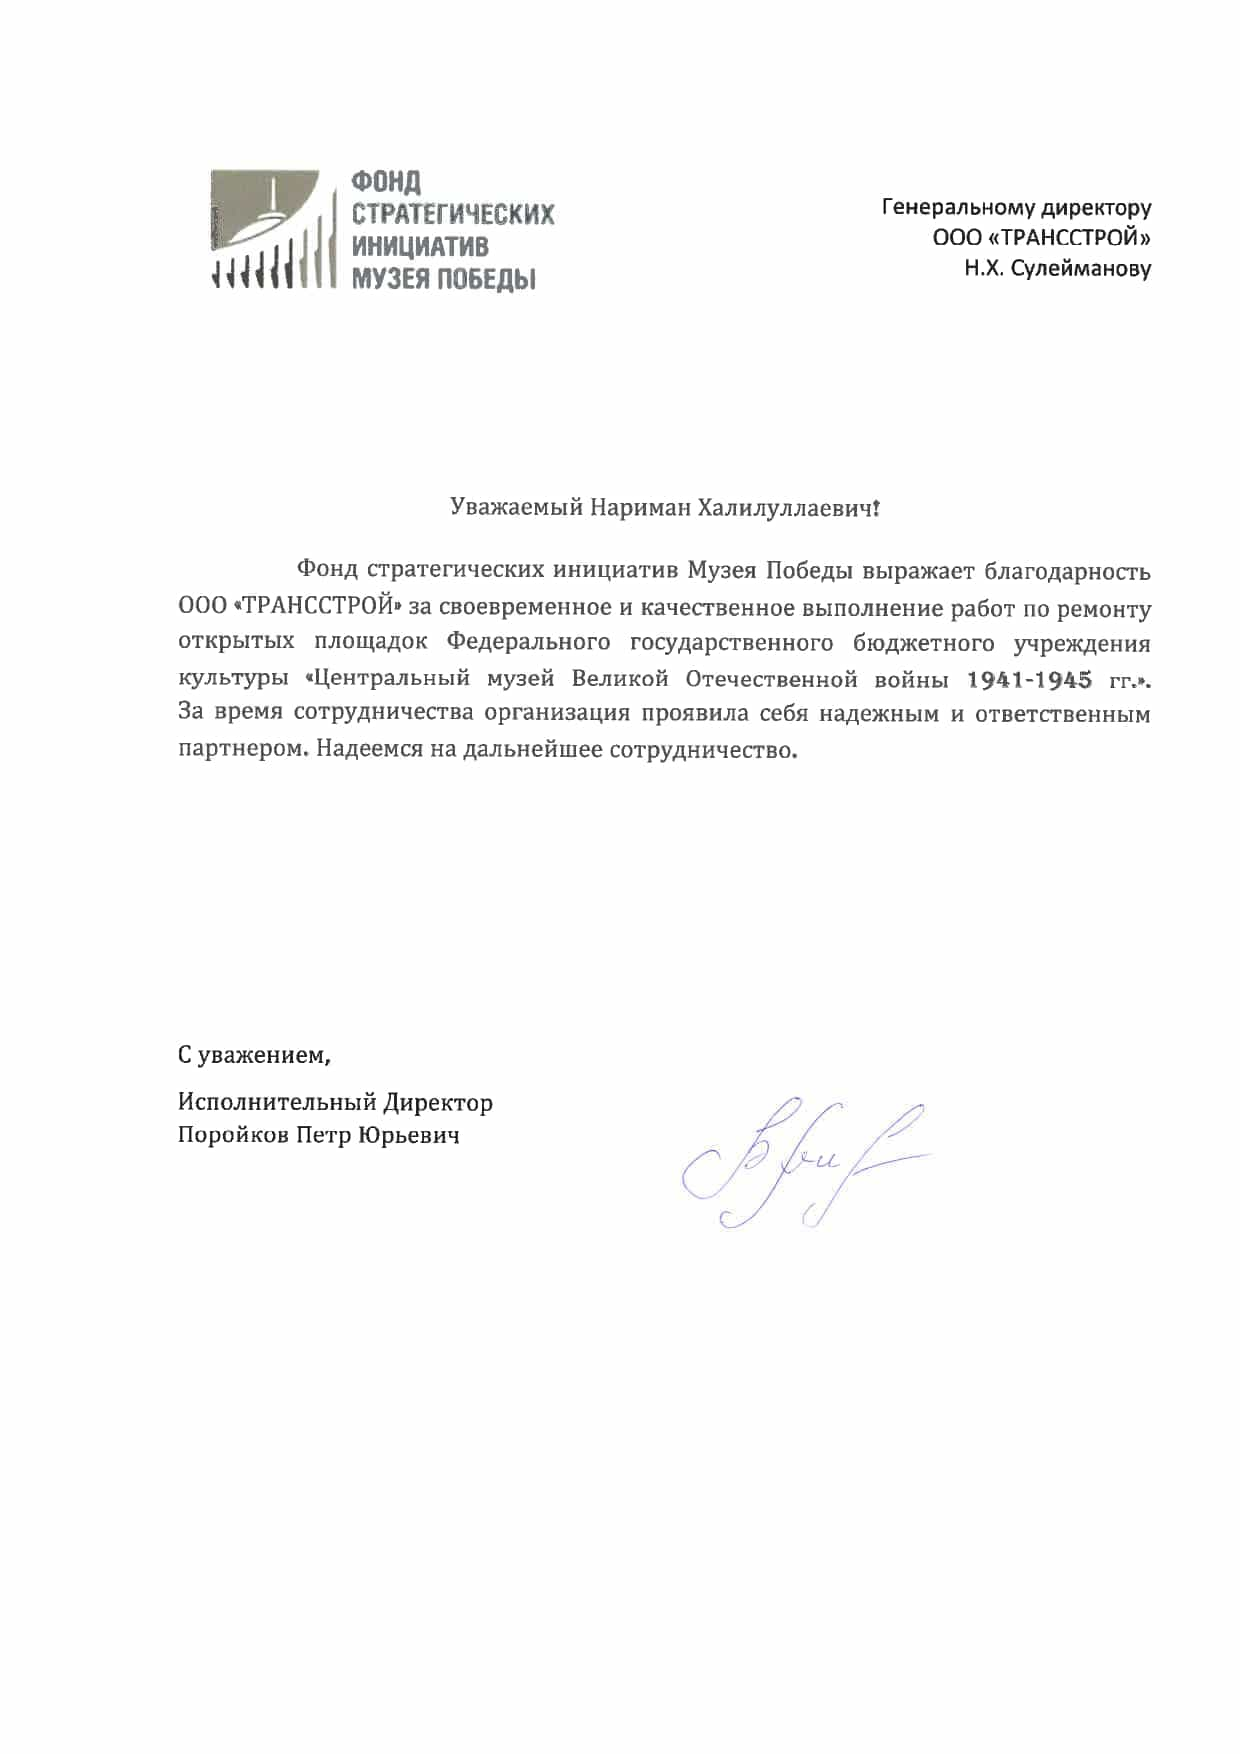 ФОНД
СТРАТЕГИЧЕСКИХ
ИНИЦИАТИВ
МУЗЕЯ ПОБЕДЫ
Генеральному директору
ООО «ТРАНССТРОЙ»
Н.Х. Сулейманову
Уважаемый Нариман Халилуллаевич!
Фонд стратегических инициатив Музея Победы выражает благодарность
ООО «ТРАНССТРОЙ» за своевременное и качественное выполнение работ по ремонту
открытых площадок Федерального государственного бюджетного учреждения
культуры «Центральный музей Великой Отечественной войны 1941-1945 гг.».
За время сотрудничества организация проявила себя надежным и ответственным
партнером. Надеемся на дальнейшее сотрудничество.
С уважением,
Исполнительный Директор
Поройков Петр Юрьевич